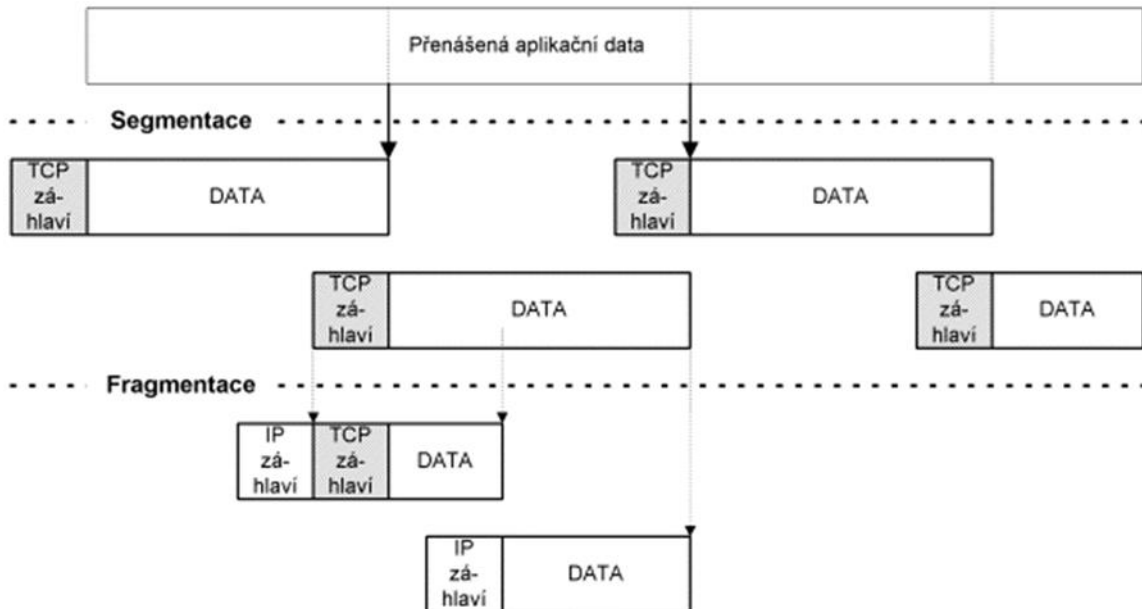 Přenášená aplikační data
Segmentace
TCP
zá-
hlaví
DATA
TCP
zá-
hlaví
DATA
TCP
zá-
hlaví
DATA
TCP
zá-
hlaví
DATA
Fragmentace
IP
zá-
hlaví
TCP
zá-
hlaví
DATA
IP
zá-
hlaví
DATA